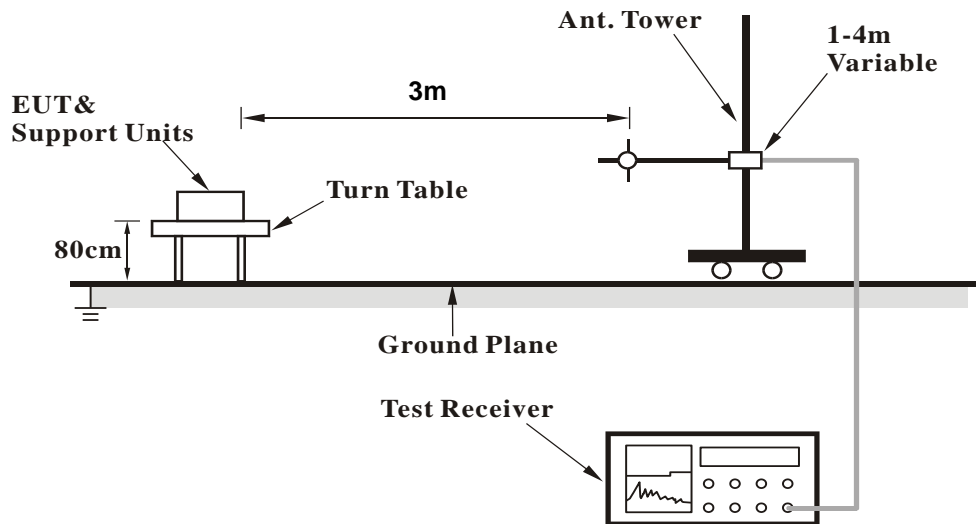 Ant. Tower
1-4m
Variable
3m
EUT&
Support Units
Turn Table
80cm
Ground Plane
Test Receiver